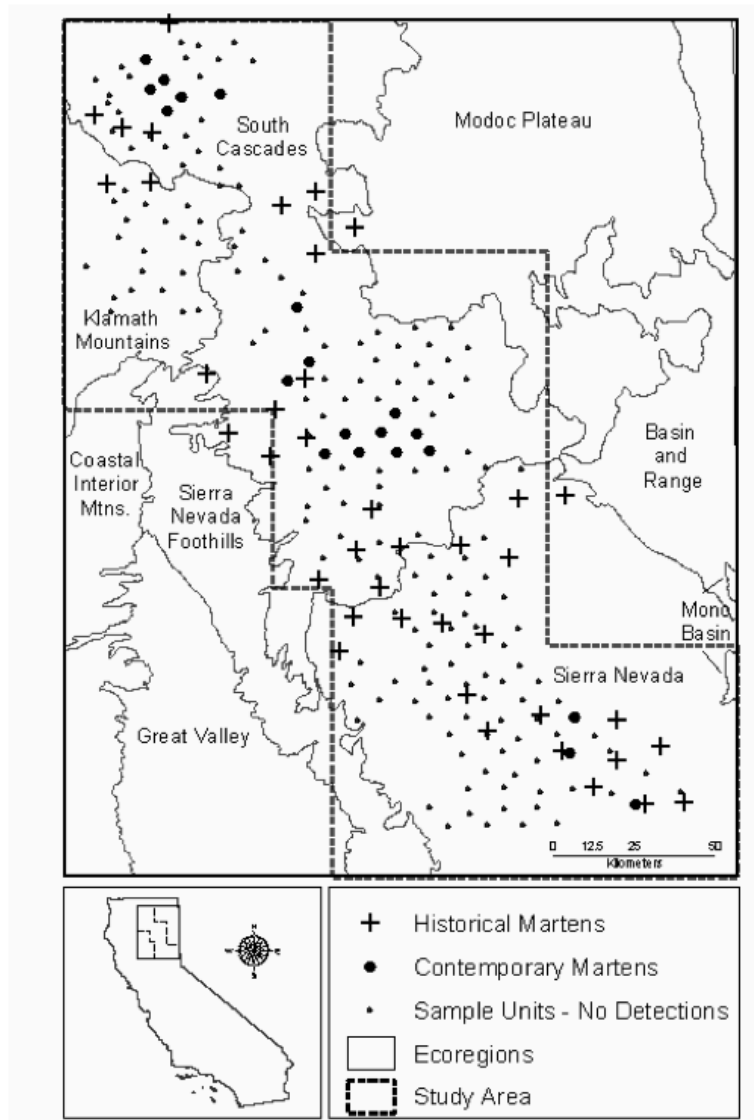 South
Cascades
Modoc Plateau
Klamath
Mountains
Coastal
Interior
Mtns.
Sierra
Nevada
Foothills
Basin
and
Range
Mono
Basin
Sierra Nevada
Great Valley
0 12.5 25 50
Kilometers
N
W E
S
Historical Martens
Contemporary Martens
Sample Units - No Detections
Ecoregions
Study Area